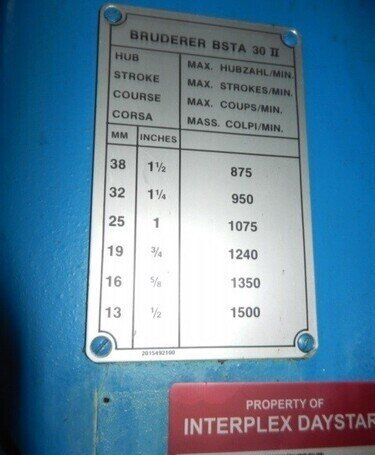 BRUDERER BSTA 30 II
HUB MAX. HUBZAHL/MIN.
STROKE MAX. STROKES/MIN.
COURSE MAX. COUPS/MIN.
CORSA MASS. COLPI/MIN.
MM INCHES
38 1½ 875
32 1¼ 950
25 1 1075
19 ¾ 1240
16 ⅝ 1350
13 ½ 1500
2015492100
PROPERTY OF
INTERPLEX DAYSTAR